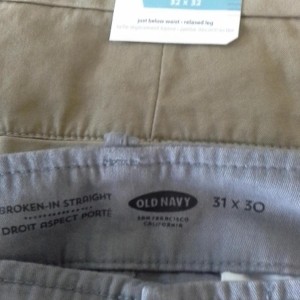 32 x 32
just below waist - relaxed leg
BROKEN-IN STRAIGHT
DROIT ASPECT PORTÉ
OLD NAVY
SAN FRANCISCO
CALIFORNIA
31 x 30